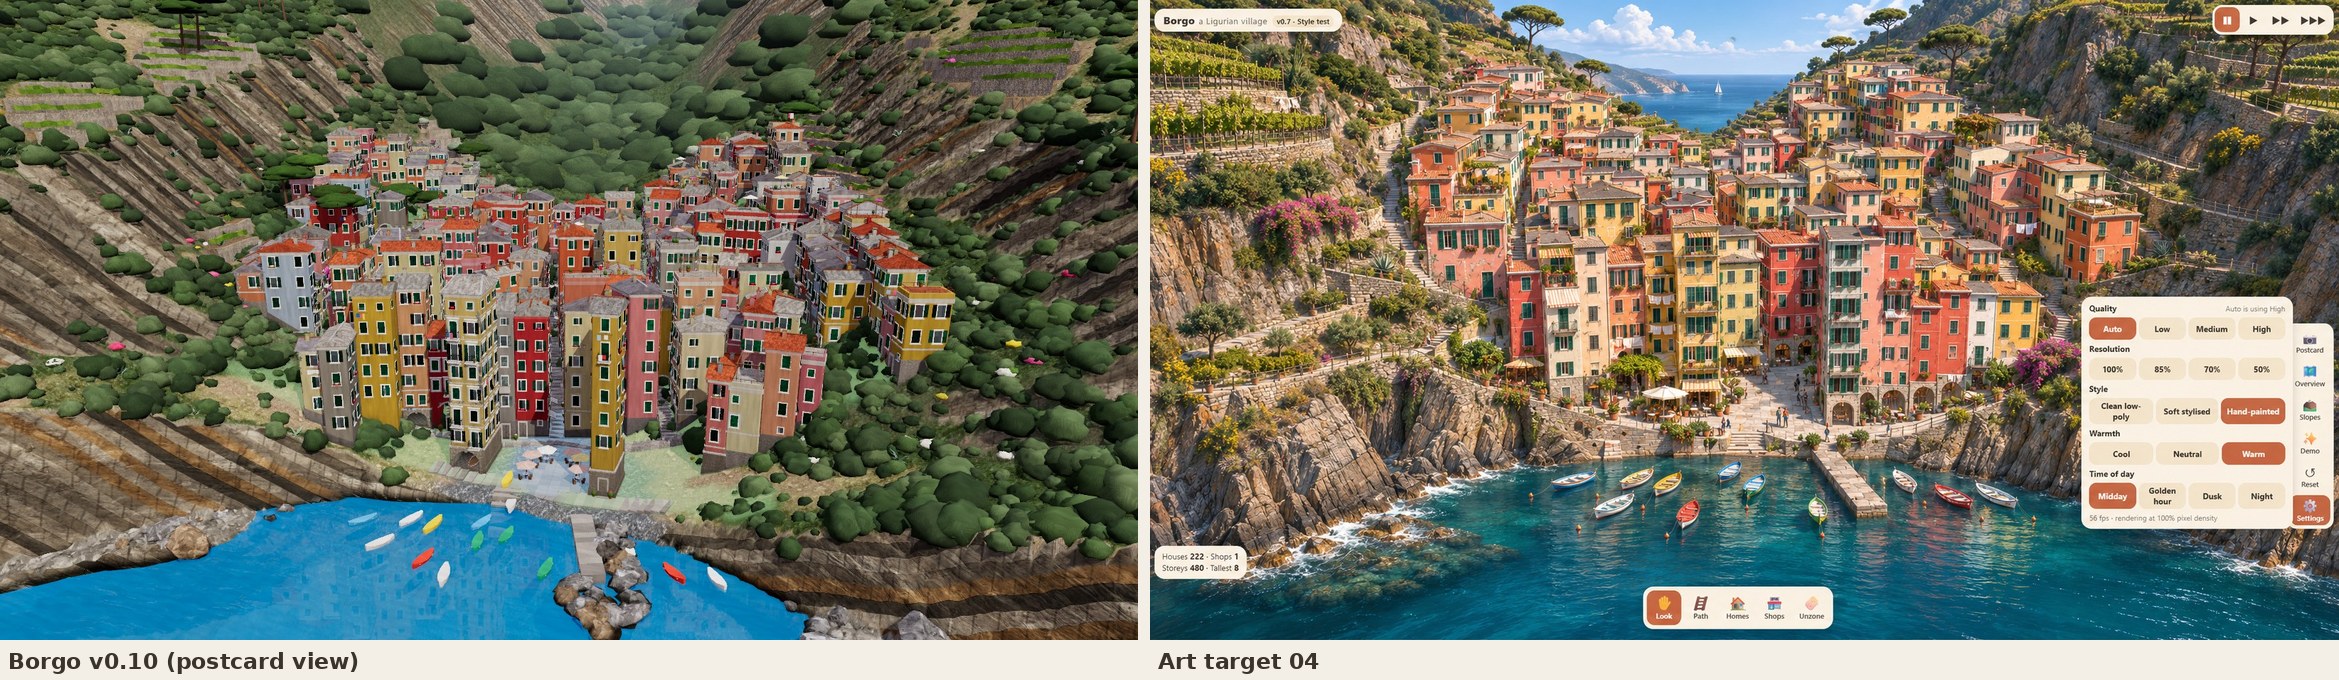 Borgo a Ligurian village v0.7 · Style test
Quality Auto is using High
Auto Low Medium High
Resolution
100% 85% 70% 50%
Style
Clean low-poly Soft stylised Hand-painted
Warmth
Cool Neutral Warm
Time of day
Midday Golden hour Dusk Night
56 fps · rendering at 100% pixel density
Postcard
Overview
Slopes
Demo
Reset
Settings
Houses 222 · Shops 1
Storeys 480 · Tallest 8
Look Path Homes Shops Unzone
Borgo v0.10 (postcard view)
Art target 04